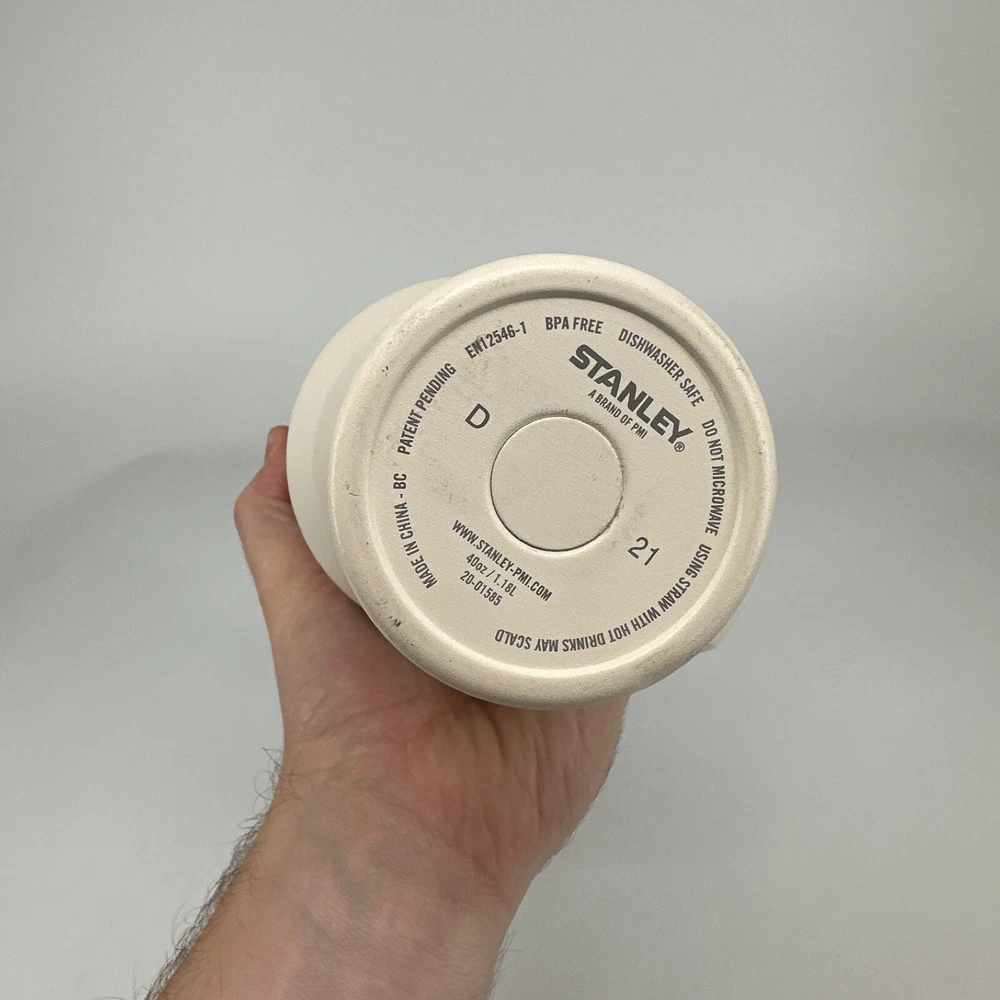 MADE IN CHINA - BC PATENT PENDING EN12546-1 BPA FREE DISHWASHER SAFE DO NOT MICROWAVE USING STRAW WITH HOT DRINKS MAY SCALD
STANLEY®
A BRAND OF PMI
D
21
WWW.STANLEY-PMI.COM
40oz / 1.18L
20-01585